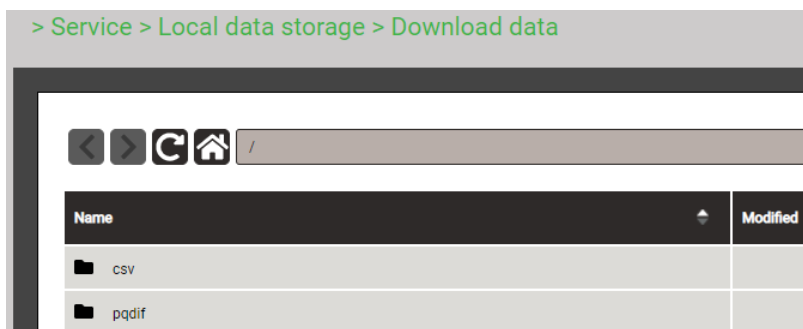 > Service > Local data storage > Download data
/
Name Modified
csv
pqdif